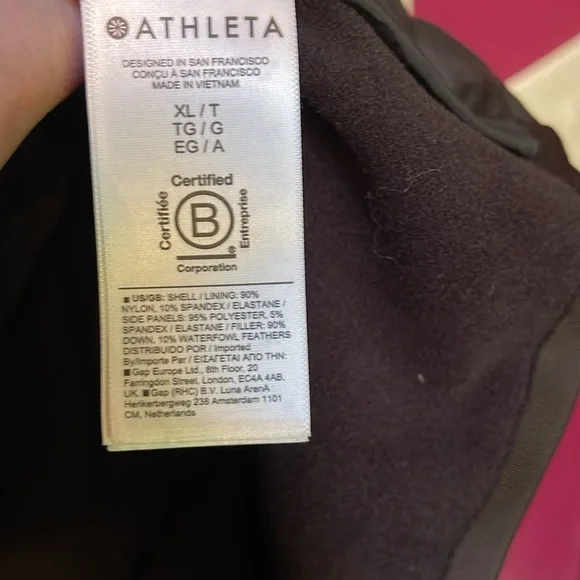 ATHLETA
DESIGNED IN SAN FRANCISCO
CONÇU À SAN FRANCISCO
MADE IN VIETNAM
XL / T
TG / G
EG / A
Certified
Certifiée
B
Entreprise
Corporation
■ US/GB: SHELL / LINING: 90%
NYLON, 10% SPANDEX / ELASTANE /
SIDE PANELS: 95% POLYESTER, 5%
SPANDEX / ELASTANE / FILLER: 90%
DOWN, 10% WATERFOWL FEATHERS
DISTRIBUIDO POR / Imported
By/Importe Par / ΕΙΣΑΓΕΤΑΙ ΑΠΟ ΤΗΝ:
■ Gap Europe Ltd., 8th Floor, 20
Farringdon Street, London, EC4A 4AB,
UK. ■ Gap (RHC) B.V. Luna ArenA
Herikerbergweg 238 Amsterdam 1101
CM, Netherlands